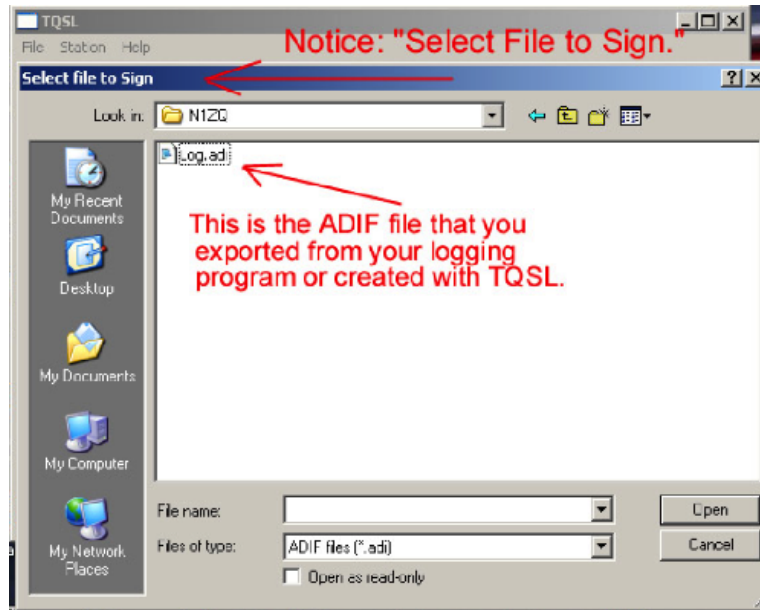 TQSL
File Station Help
Notice: "Select File to Sign."
Select file to Sign
Look in: N1ZQ
Log.adi
My Recent
Documents
This is the ADIF file that you
exported from your logging
program or created with TQSL.
Desktop
My Documents
My Computer
File name:
Open
Files of type: ADIF files (*.adi)
Cancel
My Network
Places
Open as read-only